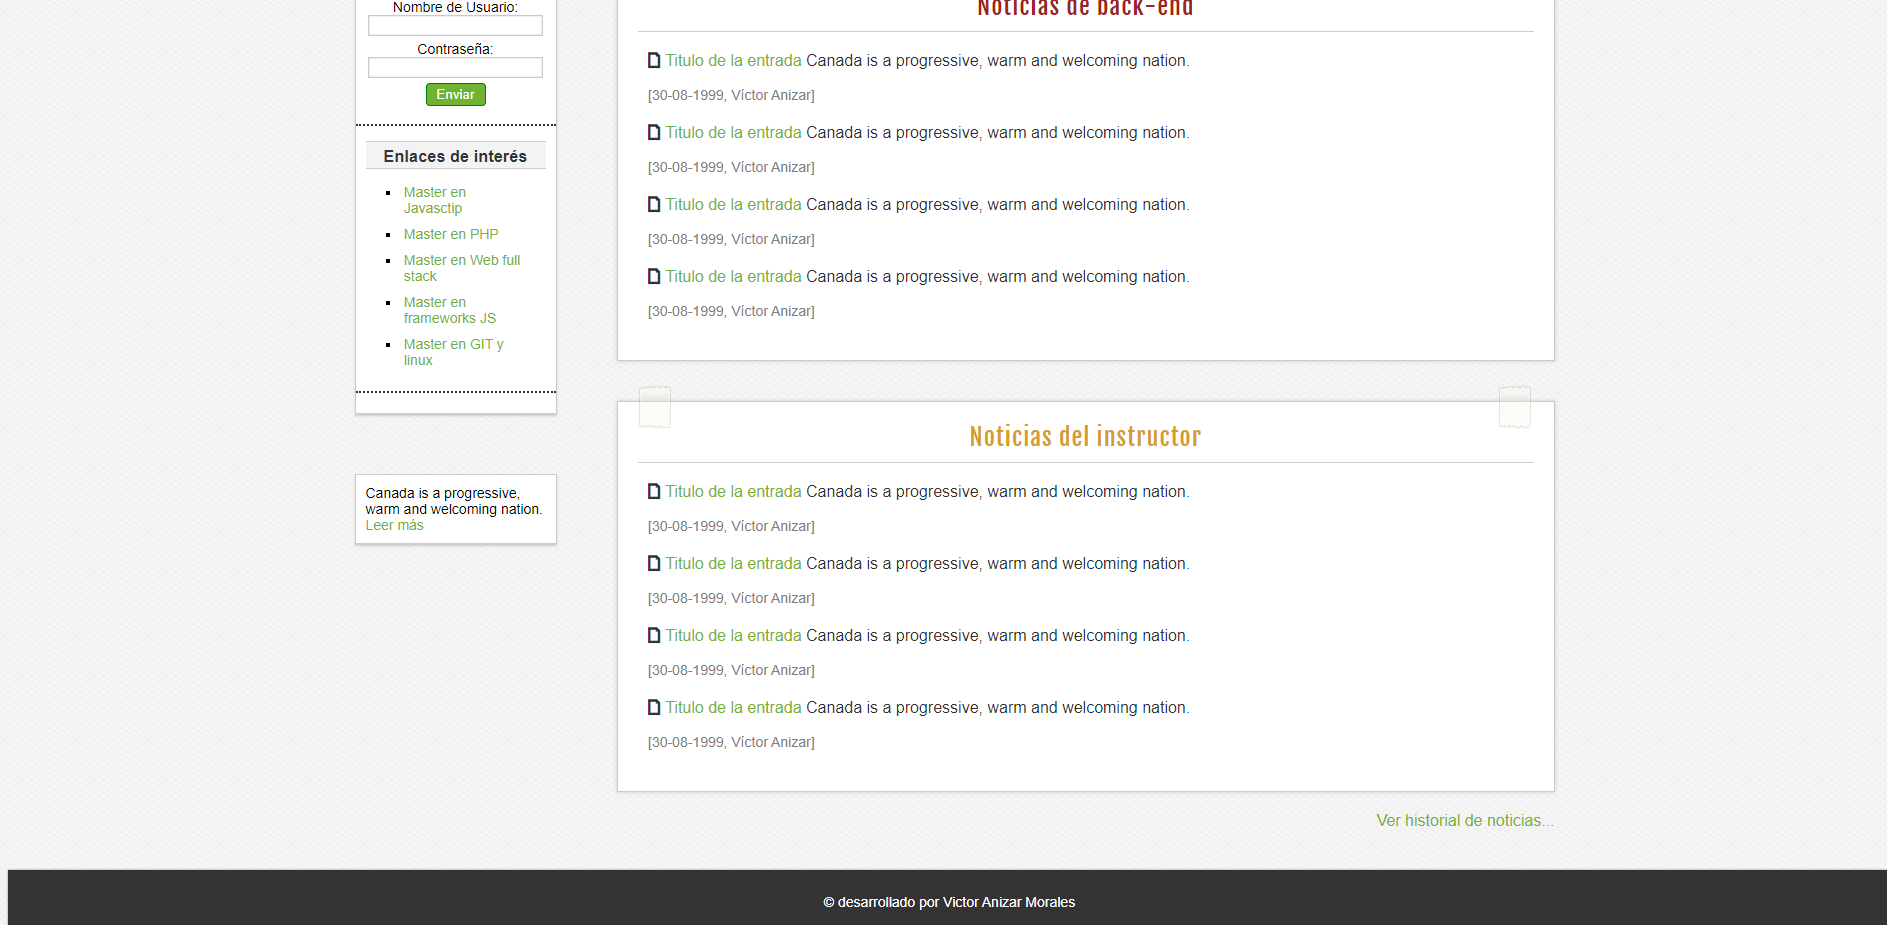 Nombre de Usuario:
Contraseña:
Enviar
Enlaces de interés
Master en
Javasctip
Master en PHP
Master en Web full
stack
Master en
frameworks JS
Master en GIT y
linux
Canada is a progressive,
warm and welcoming nation.
Leer más
Noticias de back-end
Titulo de la entrada Canada is a progressive, warm and welcoming nation.
[30-08-1999, Víctor Anizar]
Titulo de la entrada Canada is a progressive, warm and welcoming nation.
[30-08-1999, Víctor Anizar]
Titulo de la entrada Canada is a progressive, warm and welcoming nation.
[30-08-1999, Víctor Anizar]
Titulo de la entrada Canada is a progressive, warm and welcoming nation.
[30-08-1999, Víctor Anizar]
Noticias del instructor
Titulo de la entrada Canada is a progressive, warm and welcoming nation.
[30-08-1999, Víctor Anizar]
Titulo de la entrada Canada is a progressive, warm and welcoming nation.
[30-08-1999, Víctor Anizar]
Titulo de la entrada Canada is a progressive, warm and welcoming nation.
[30-08-1999, Víctor Anizar]
Titulo de la entrada Canada is a progressive, warm and welcoming nation.
[30-08-1999, Víctor Anizar]
Ver historial de noticias...
© desarrollado por Victor Anizar Morales